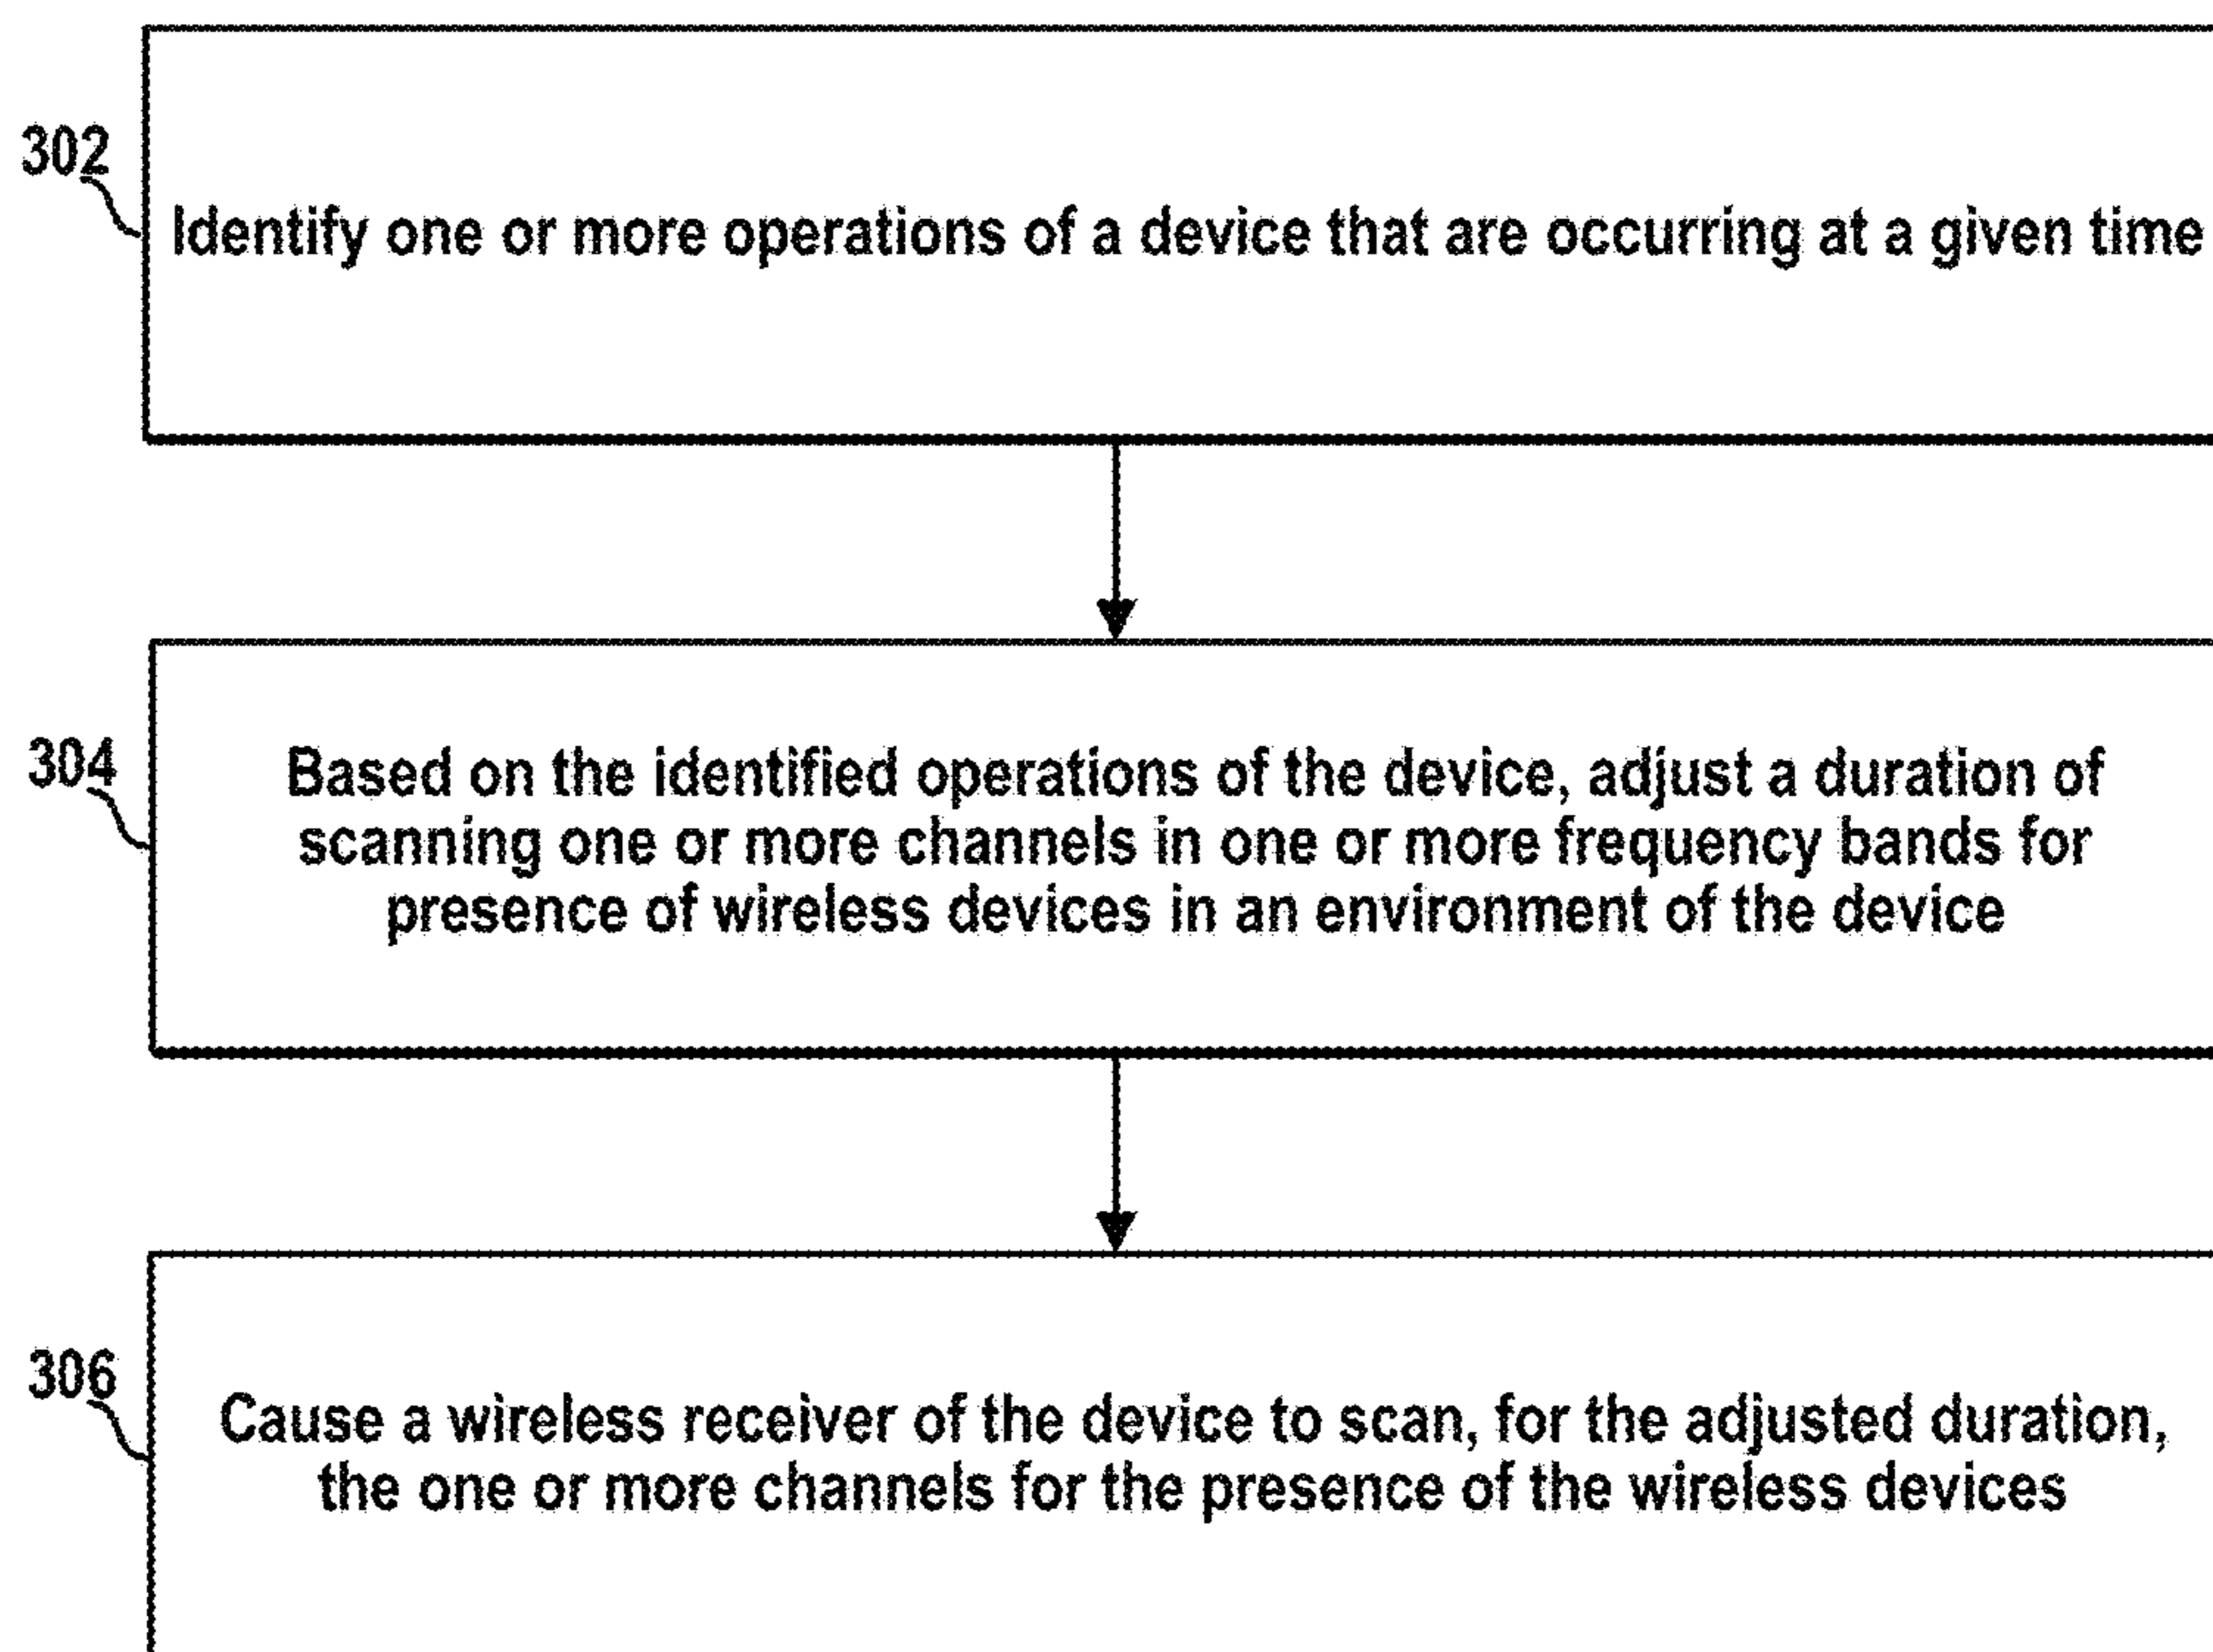 302
Identify one or more operations of a device that are occurring at a given time
304
Based on the identified operations of the device, adjust a duration of
scanning one or more channels in one or more frequency bands for
presence of wireless devices in an environment of the device
306
Cause a wireless receiver of the device to scan, for the adjusted duration,
the one or more channels for the presence of the wireless devices